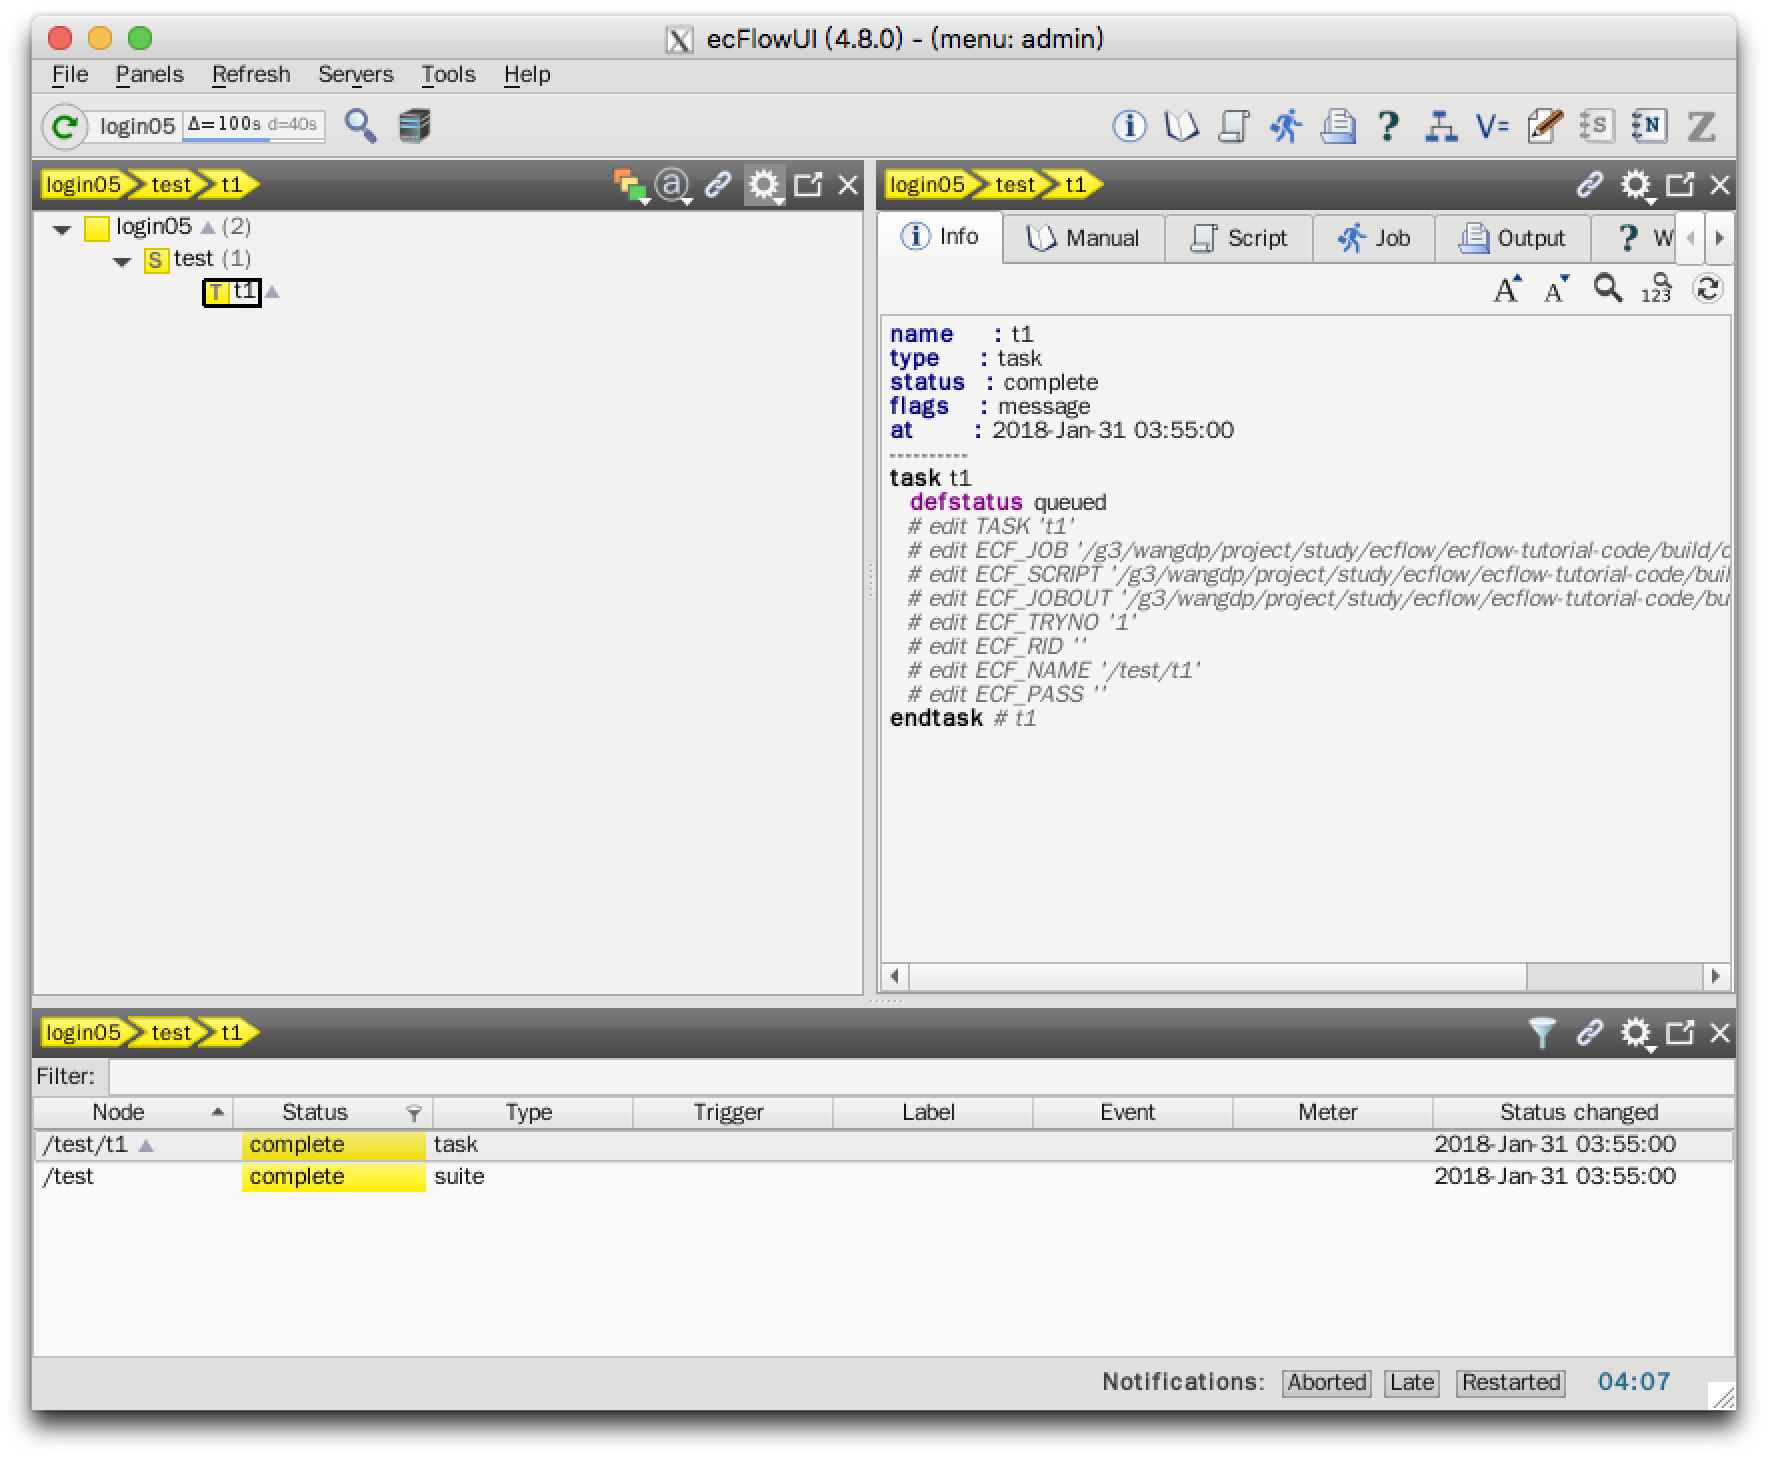 ecFlowUI (4.8.0) - (menu: admin)
File Panels Refresh Servers Tools Help
login05 Δ=100s d=40s V= S N Z
login05 test t1 @
login05 (2)
S test (1)
T t1
login05 test t1
Info Manual Script Job Output ? W
A A 123
name : t1
type : task
status : complete
flags : message
at : 2018-Jan-31 03:55:00
----------
task t1
defstatus queued
# edit TASK 't1'
# edit ECF_JOB '/g3/wangdp/project/study/ecflow/ecflow-tutorial-code/build/c
# edit ECF_SCRIPT '/g3/wangdp/project/study/ecflow/ecflow-tutorial-code/buil
# edit ECF_JOBOUT '/g3/wangdp/project/study/ecflow/ecflow-tutorial-code/bu
# edit ECF_TRYNO '1'
# edit ECF_RID ''
# edit ECF_NAME '/test/t1'
# edit ECF_PASS ''
endtask # t1
login05 test t1
Filter:
Node Status Type Trigger Label Event Meter Status changed
/test/t1 complete task 2018-Jan-31 03:55:00
/test complete suite 2018-Jan-31 03:55:00
Notifications: Aborted Late Restarted 04:07